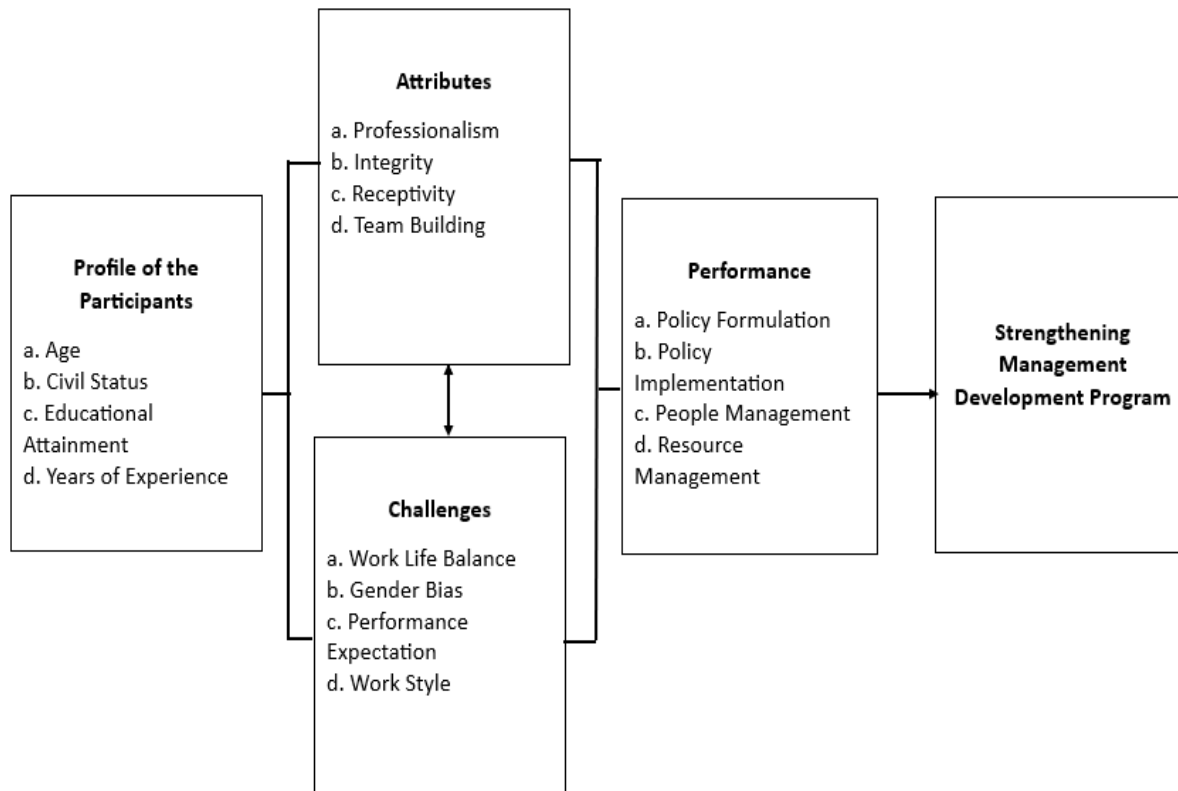 Profile of the
Participants
a. Age
b. Civil Status
c. Educational
Attainment
d. Years of Experience
Attributes
a. Professionalism
b. Integrity
c. Receptivity
d. Team Building
Challenges
a. Work Life Balance
b. Gender Bias
c. Performance
Expectation
d. Work Style
Performance
a. Policy Formulation
b. Policy
Implementation
c. People Management
d. Resource
Management
Strengthening
Management
Development Program